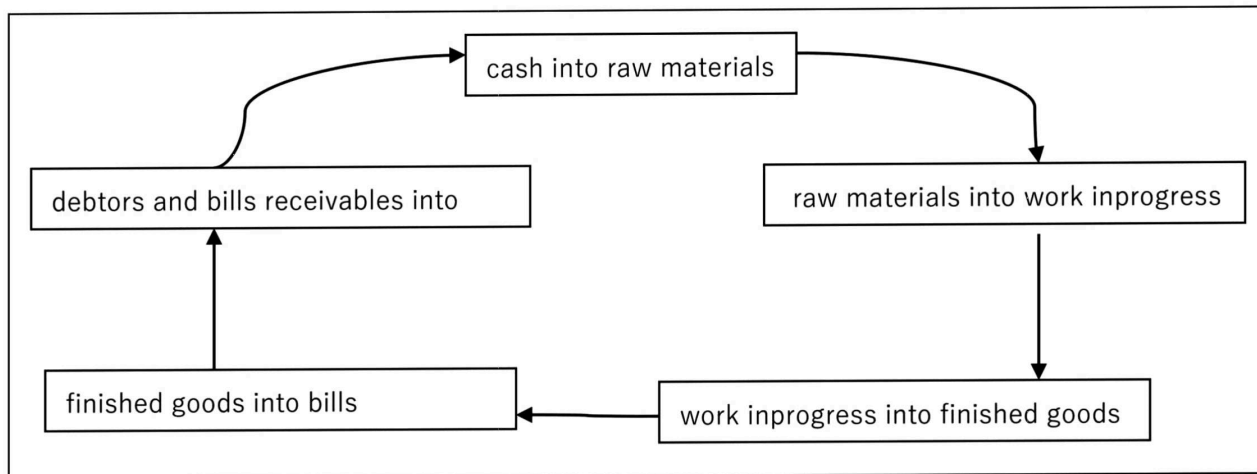 cash into raw materials
debtors and bills receivables into
raw materials into work inprogress
finished goods into bills
work inprogress into finished goods